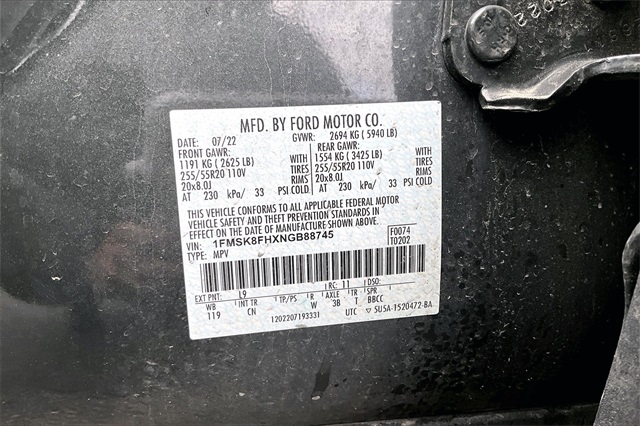 MFD. BY FORD MOTOR CO.
DATE: 07/22 GVWR: 2694 KG ( 5940 LB)
FRONT GAWR: REAR GAWR:
1191 KG ( 2625 LB) WITH 1554 KG ( 3425 LB) WITH
255/55R20 110V TIRES 255/55R20 110V TIRES
20x8.0J RIMS 20x8.0J RIMS
AT 230 kPa/ 33 PSI COLD AT 230 kPa/ 33 PSI COLD
THIS VEHICLE CONFORMS TO ALL APPLICABLE FEDERAL MOTOR
VEHICLE SAFETY AND THEFT PREVENTION STANDARDS IN
EFFECT ON THE DATE OF MANUFACTURE SHOWN ABOVE.
VIN: 1FMSK8FHXNGB88745 F0074
TYPE: MPV T0202
EXT PNT: L9 RC: 11 DSO:
WB INT TR TP/PS R AXLE TR SPR
119 CN W 3B T BBCC
1202207193331 UTC ▽ 5U5A-1520472-BA